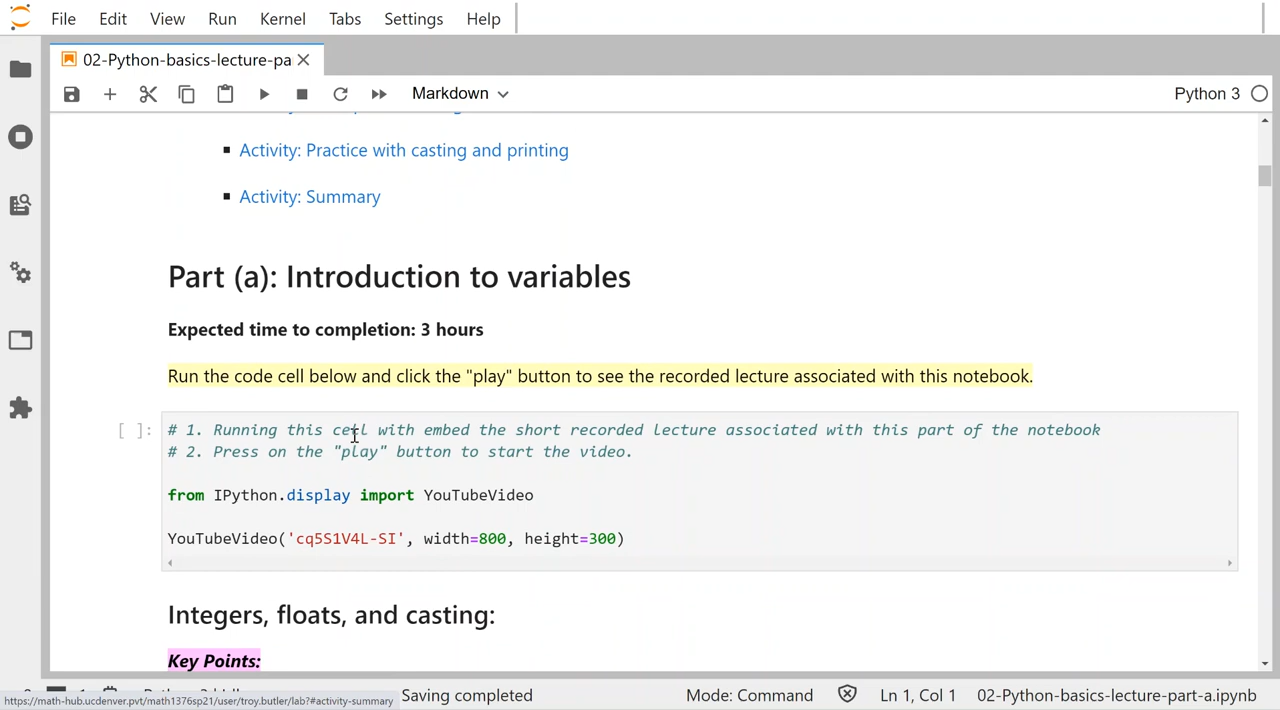 File Edit View Run Kernel Tabs Settings Help
02-Python-basics-lecture-pa
Markdown
Python 3
Activity: Practice with casting and printing
Activity: Summary
Part (a): Introduction to variables
Expected time to completion: 3 hours
Run the code cell below and click the "play" button to see the recorded lecture associated with this notebook.
[ ]: # 1. Running this cell with embed the short recorded lecture associated with this part of the notebook
# 2. Press on the "play" button to start the video.
from IPython.display import YouTubeVideo
YouTubeVideo('cq5S1V4L-SI', width=800, height=300)
Integers, floats, and casting:
Key Points:
Saving completed Mode: Command Ln 1, Col 1 02-Python-basics-lecture-part-a.ipynb
https://math-hub.ucdenver.pvt/math1376sp21/user/troy.butler/lab?#activity-summary